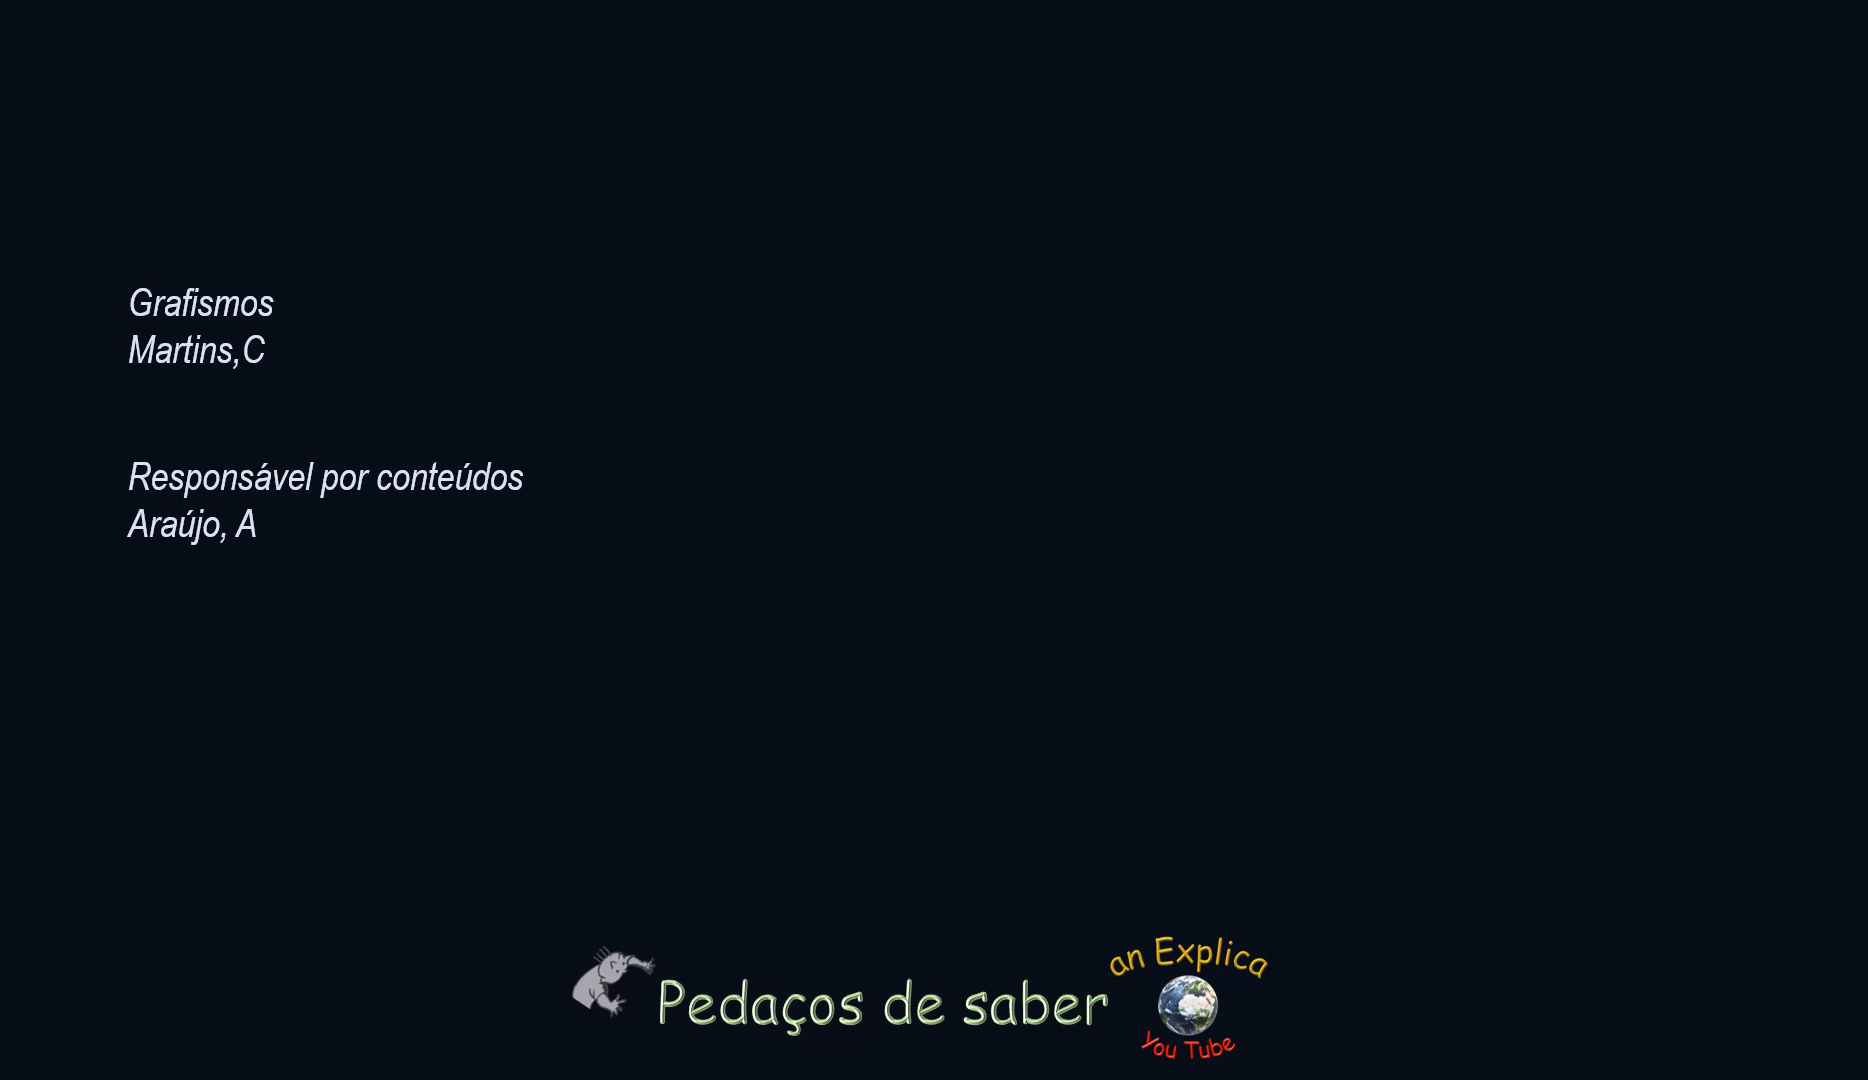 Grafismos
Martins,C
Responsável por conteúdos
Araújo, A
Pedaços de saber
an Explica
You Tube